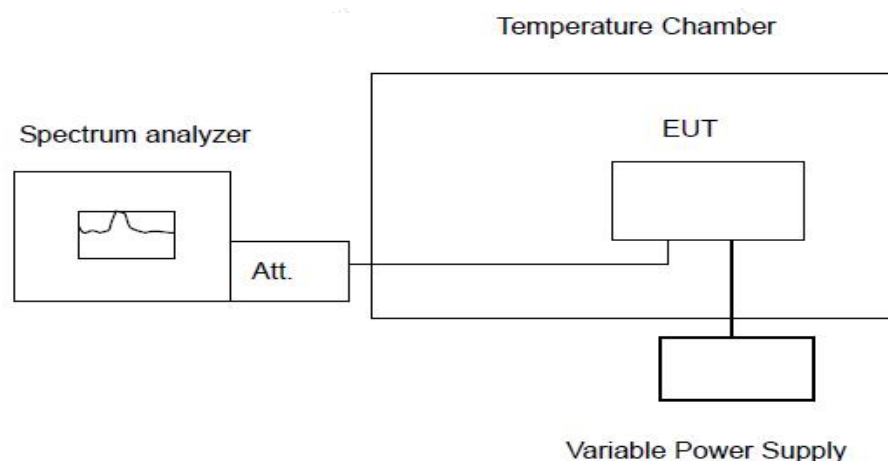 Temperature Chamber
Spectrum analyzer
EUT
Att.
Variable Power Supply